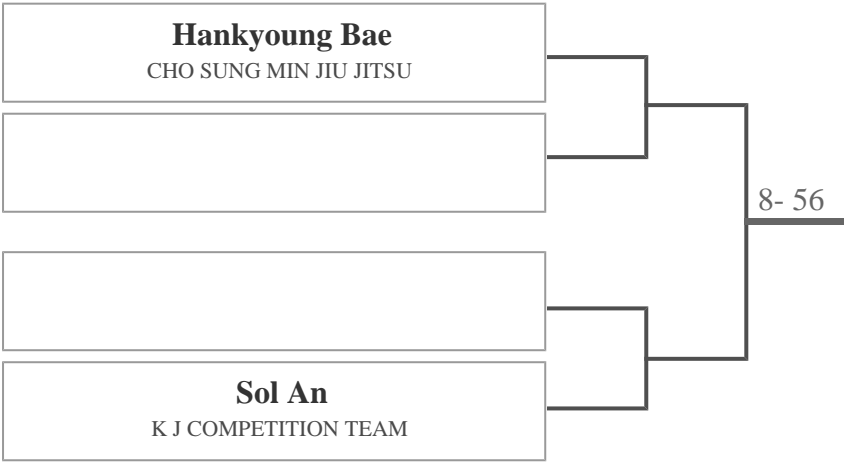 Hankyoung Bae
CHO SUNG MIN JIU JITSU
8- 56
Sol An
K J COMPETITION TEAM